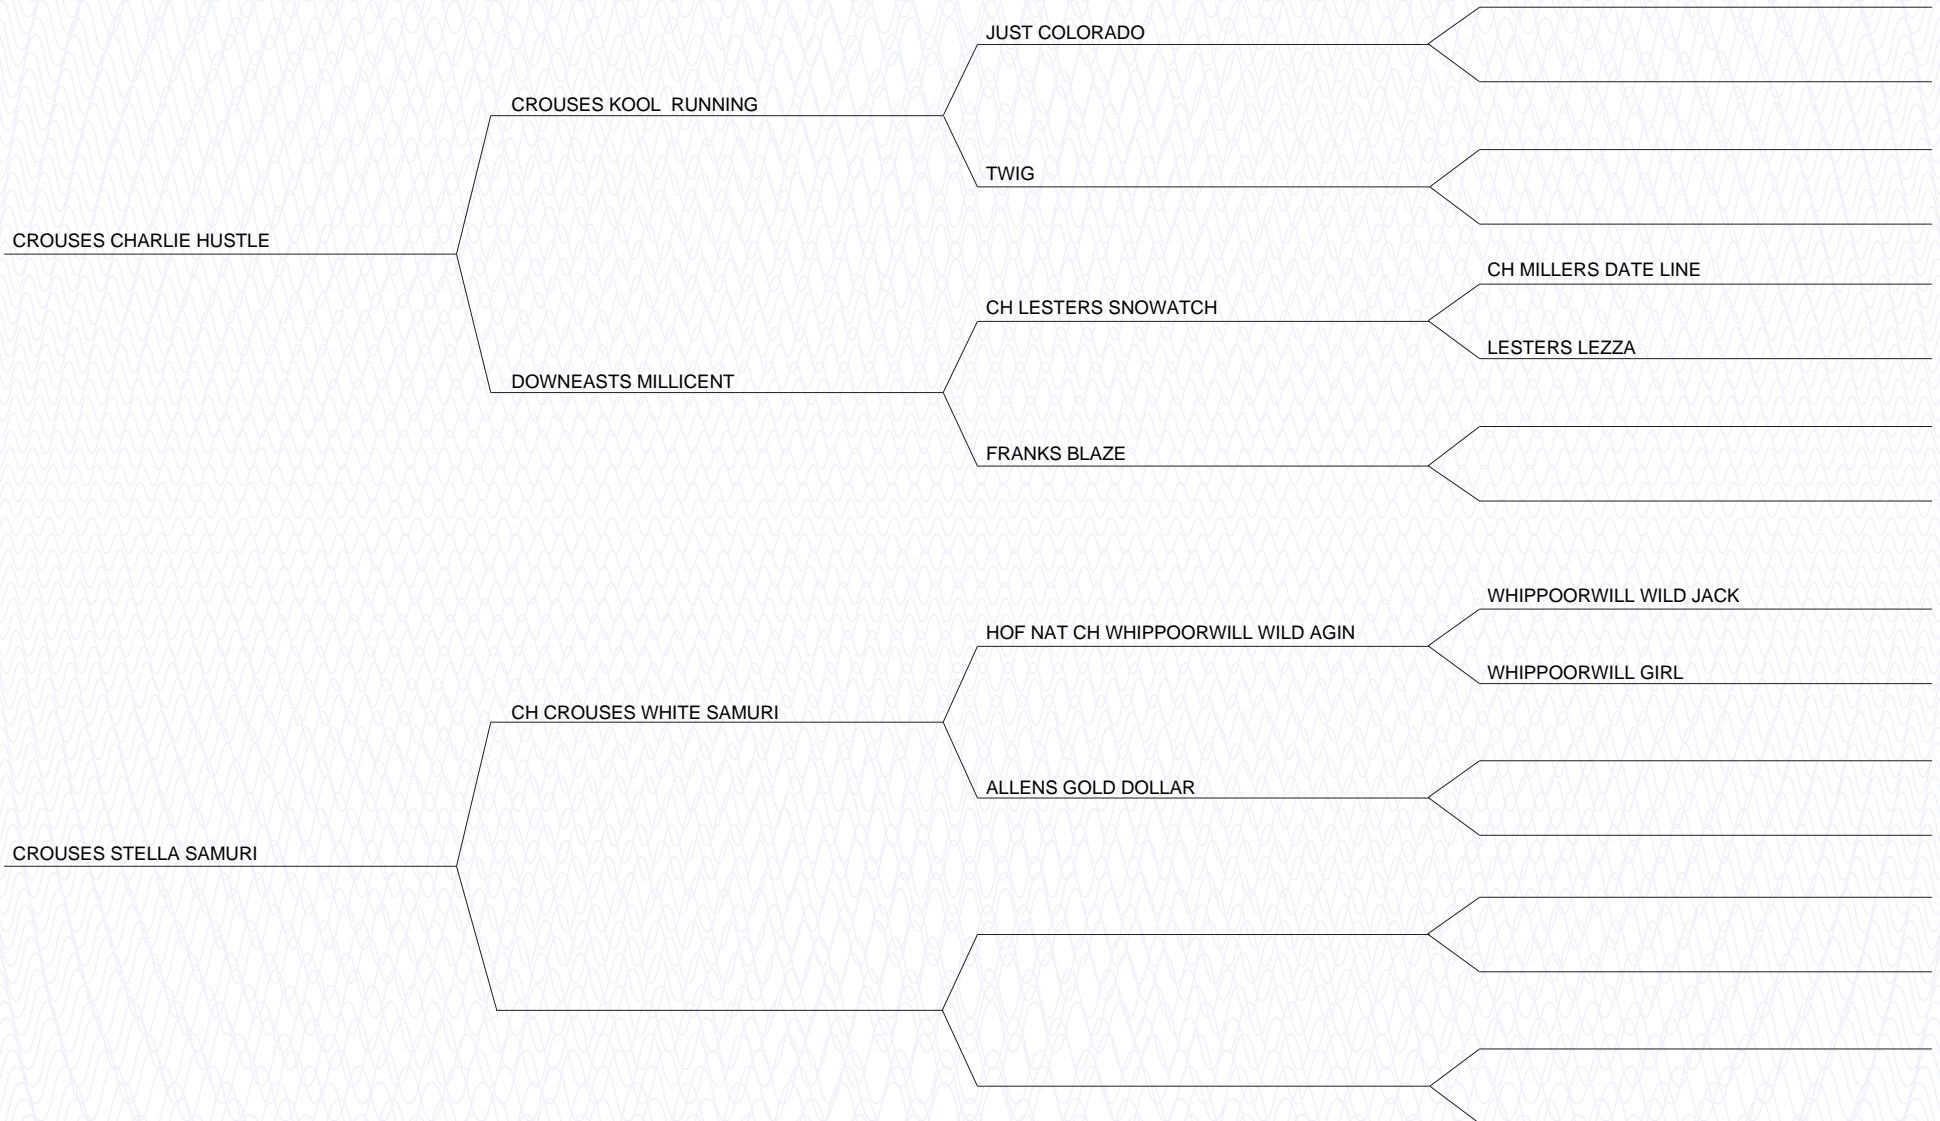 JUST COLORADO
CROUSES KOOL  RUNNING
TWIG
CROUSES CHARLIE HUSTLE
CH MILLERS DATE LINE
CH LESTERS SNOWATCH
LESTERS LEZZA
DOWNEASTS MILLICENT
FRANKS BLAZE
WHIPPOORWILL WILD JACK
HOF NAT CH WHIPPOORWILL WILD AGIN
WHIPPOORWILL GIRL
CH CROUSES WHITE SAMURI
ALLENS GOLD DOLLAR
CROUSES STELLA SAMURI